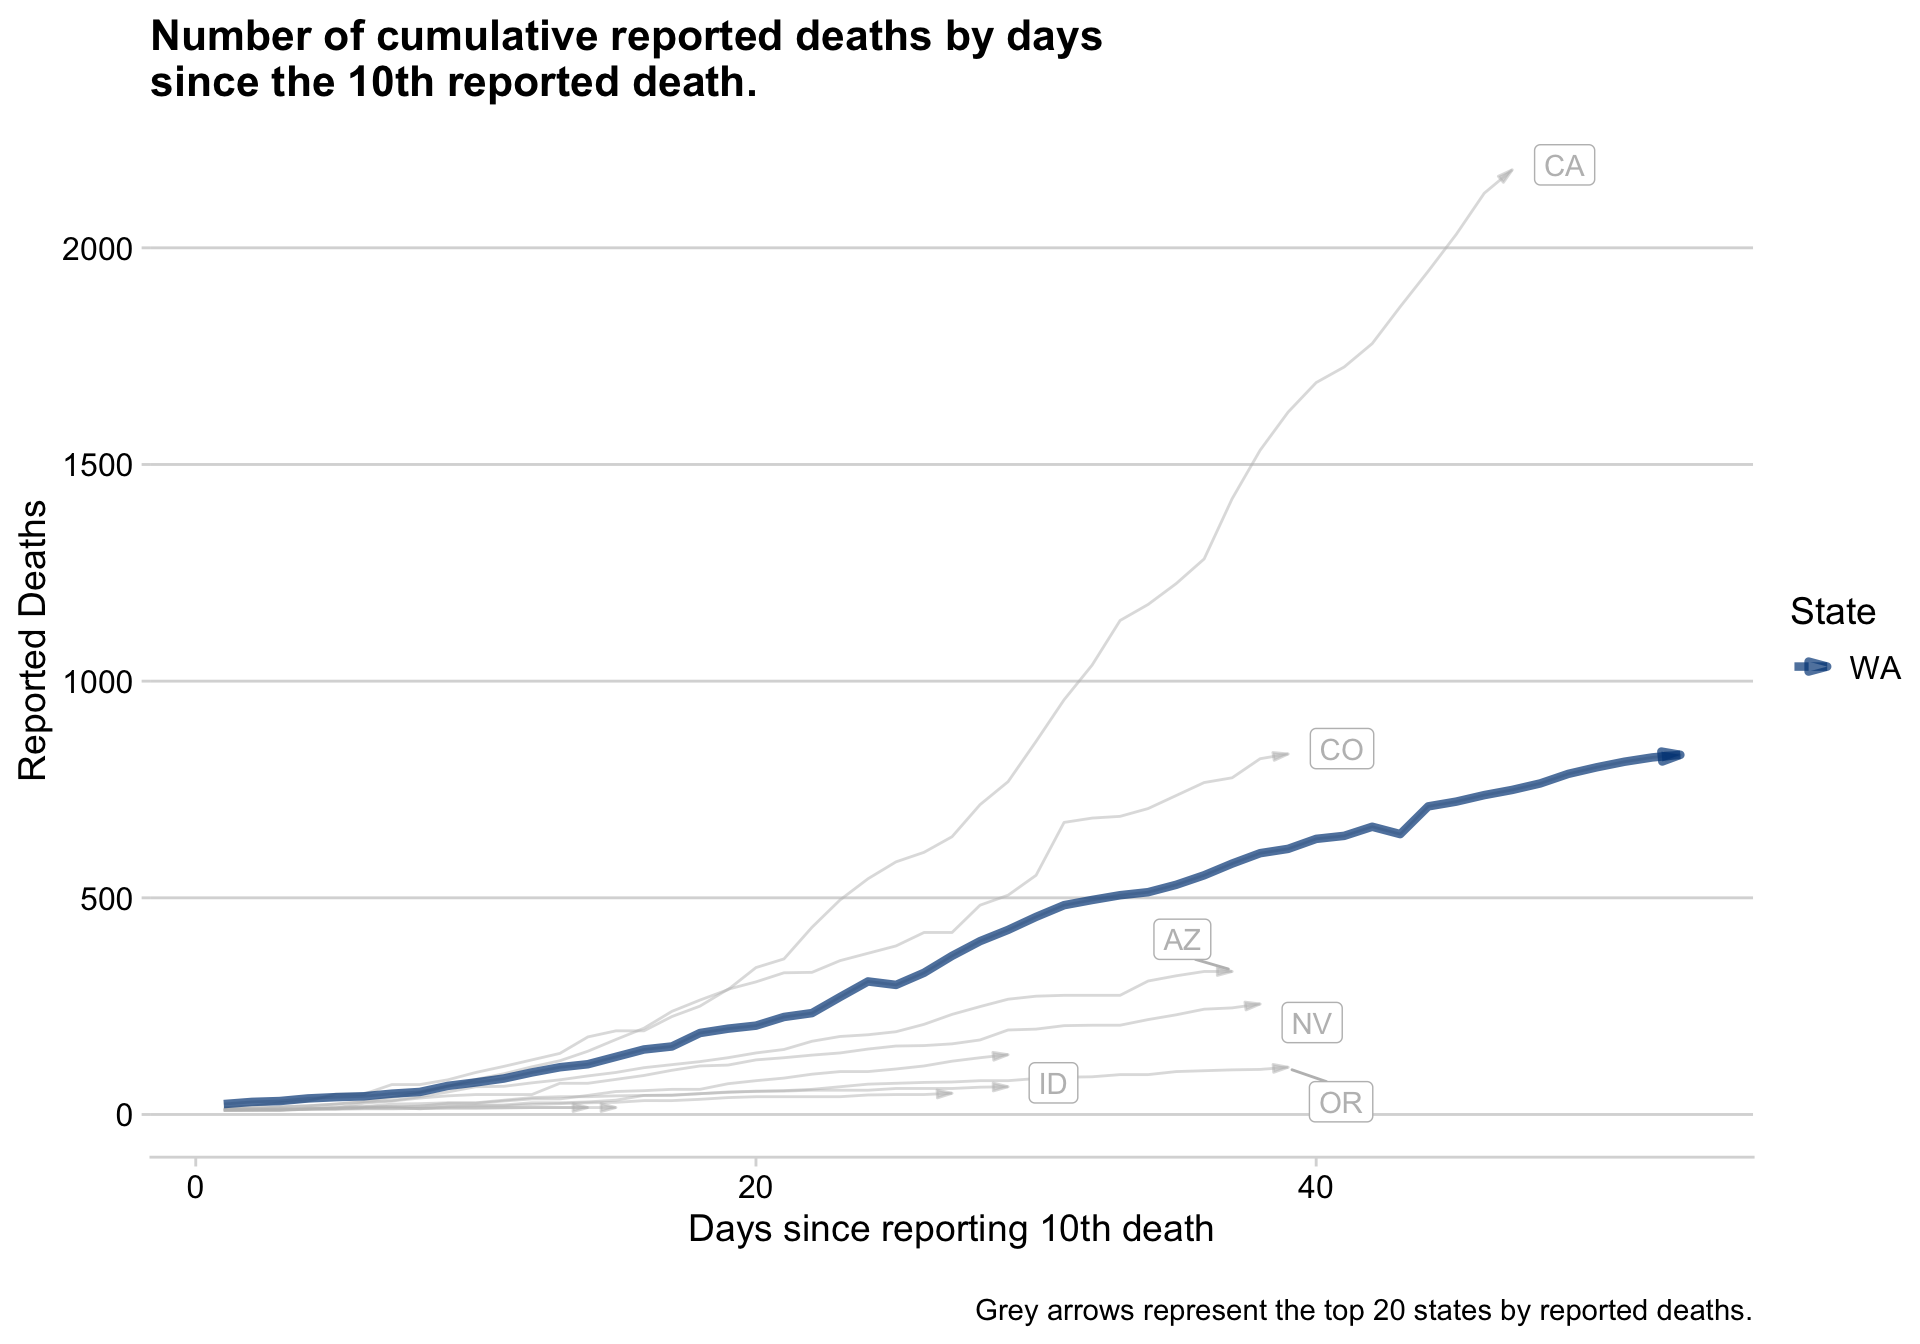 Number of cumulative reported deaths by days
since the 10th reported death.
CA
2000
1500
Reported Deaths
State
WA
1000
CO
500
AZ
NV
ID
OR
0
0
20
40
Days since reporting 10th death
Grey arrows represent the top 20 states by reported deaths.